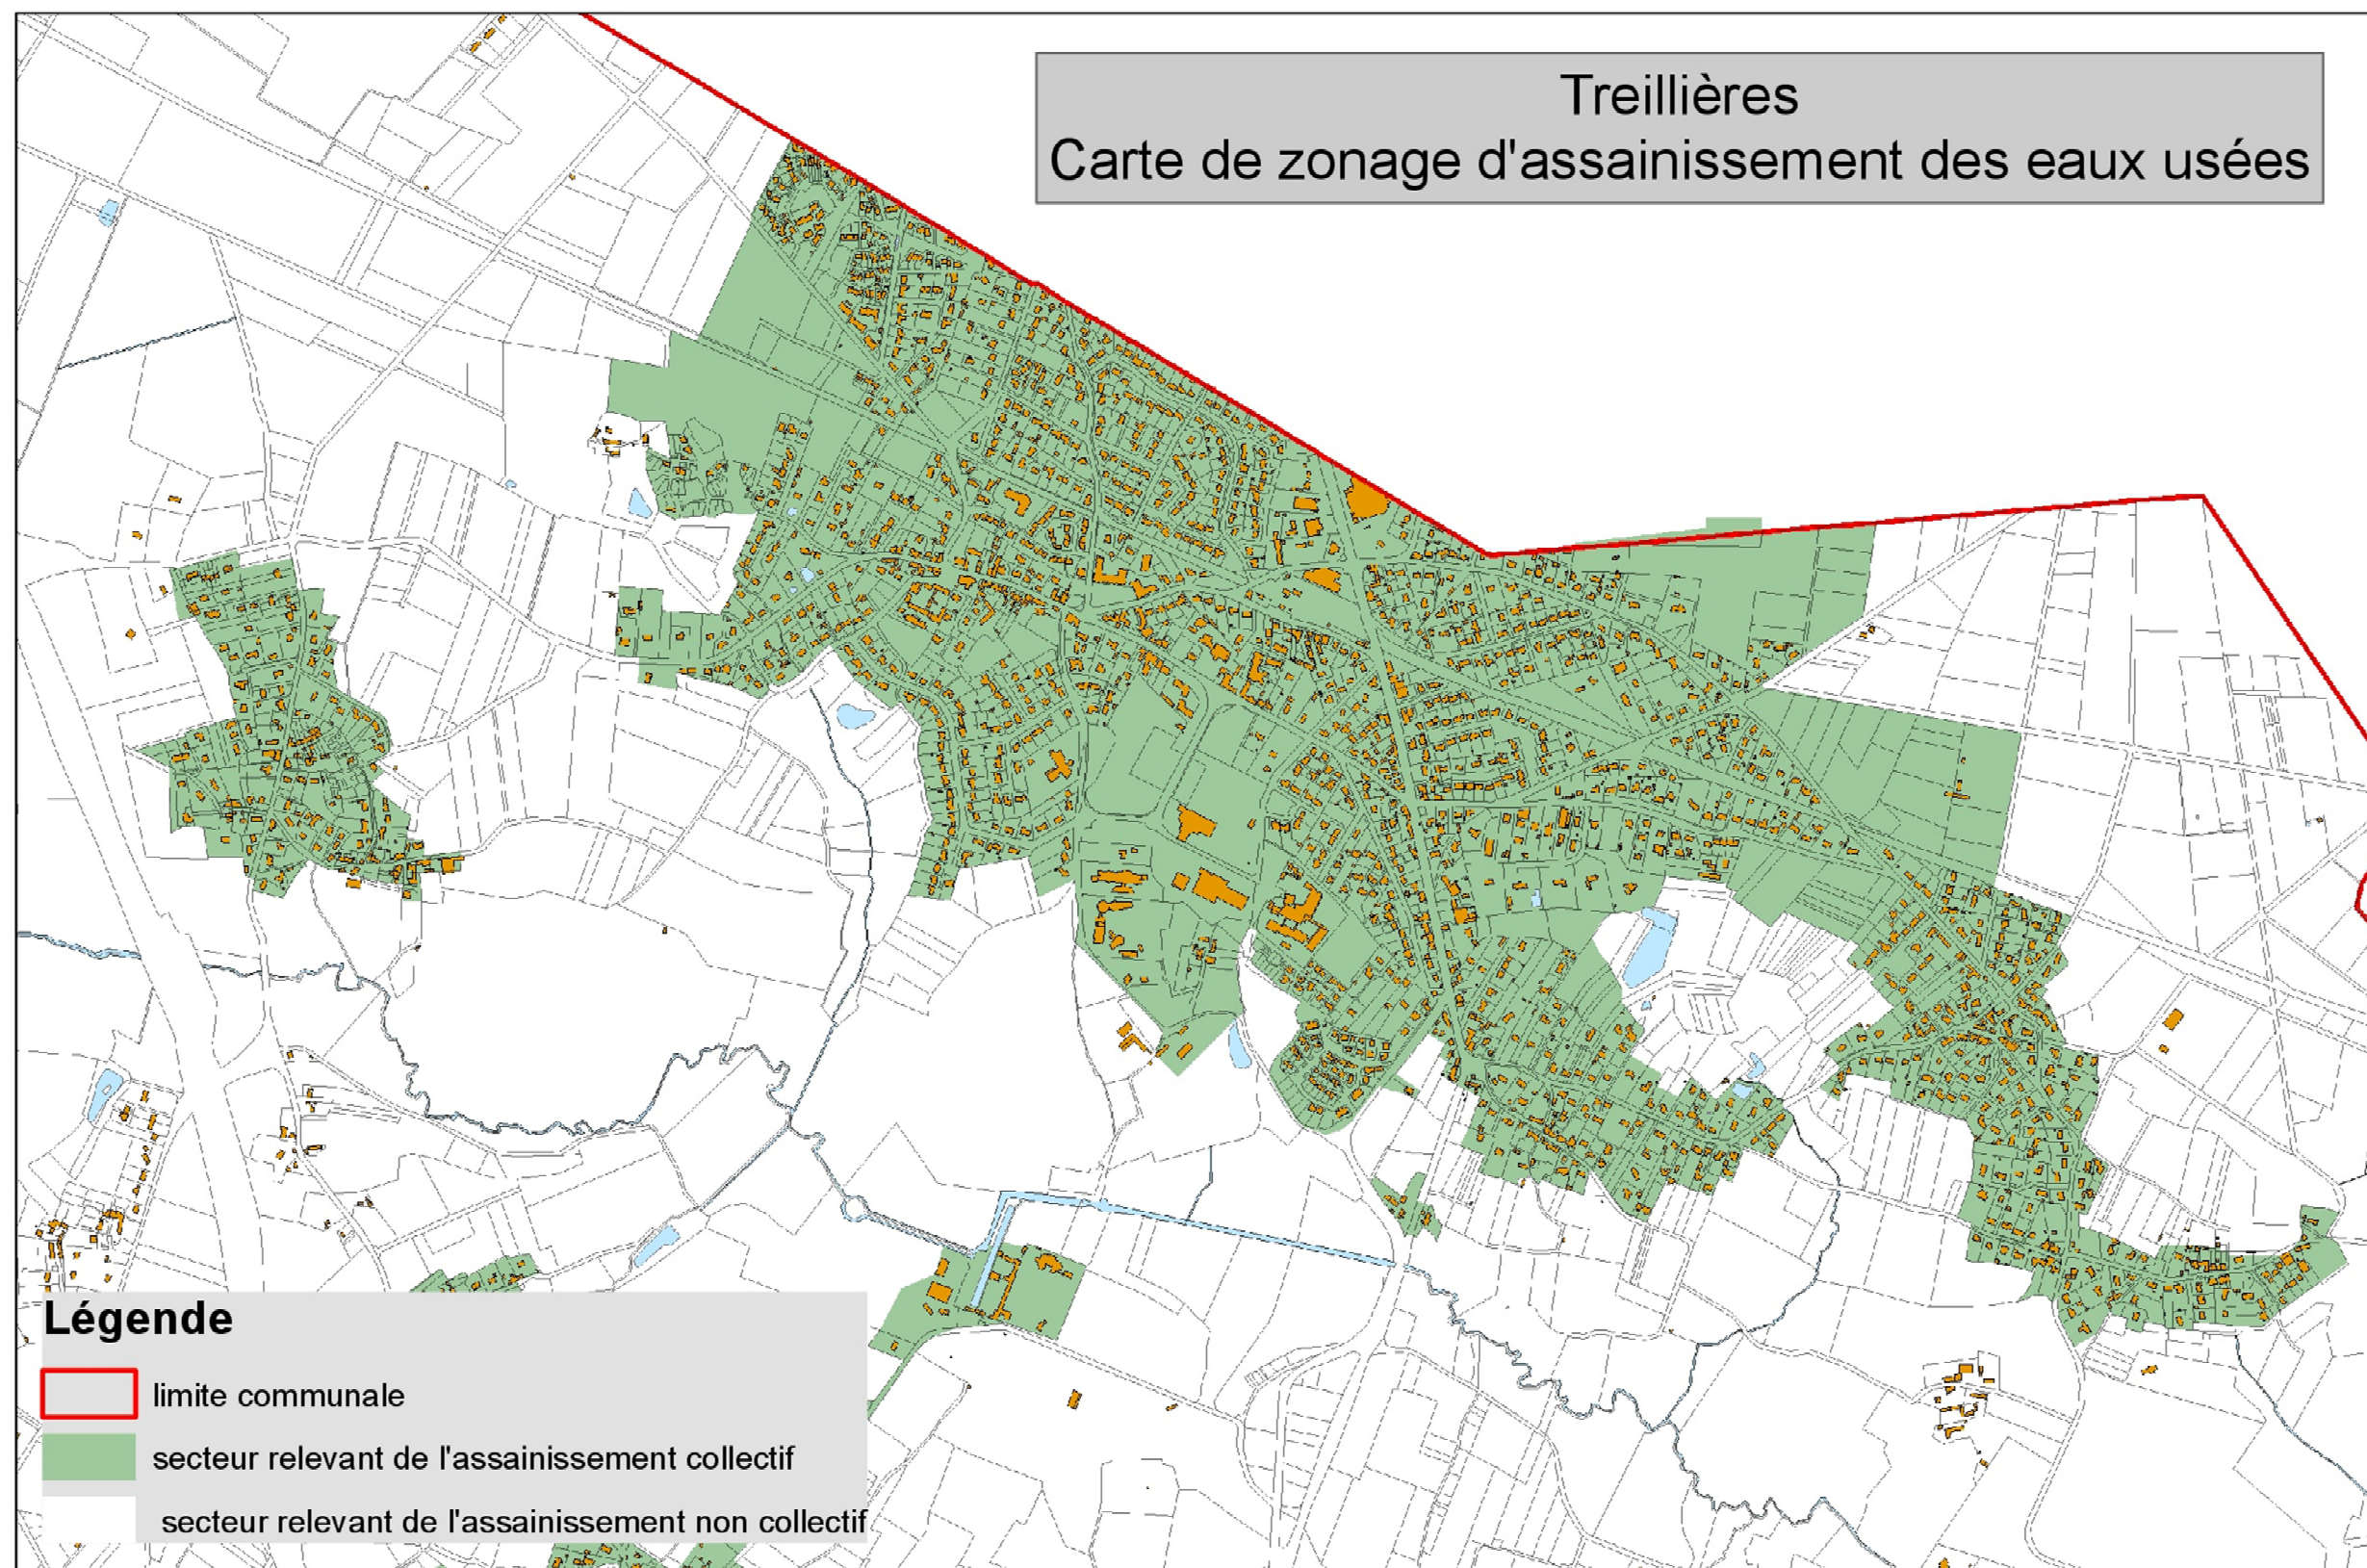 Treillières
Carte de zonage d'assainissement des eaux usées
Légende
limite communale
secteur relevant de l'assainissement collectif
secteur relevant de l'assainissement non collectif